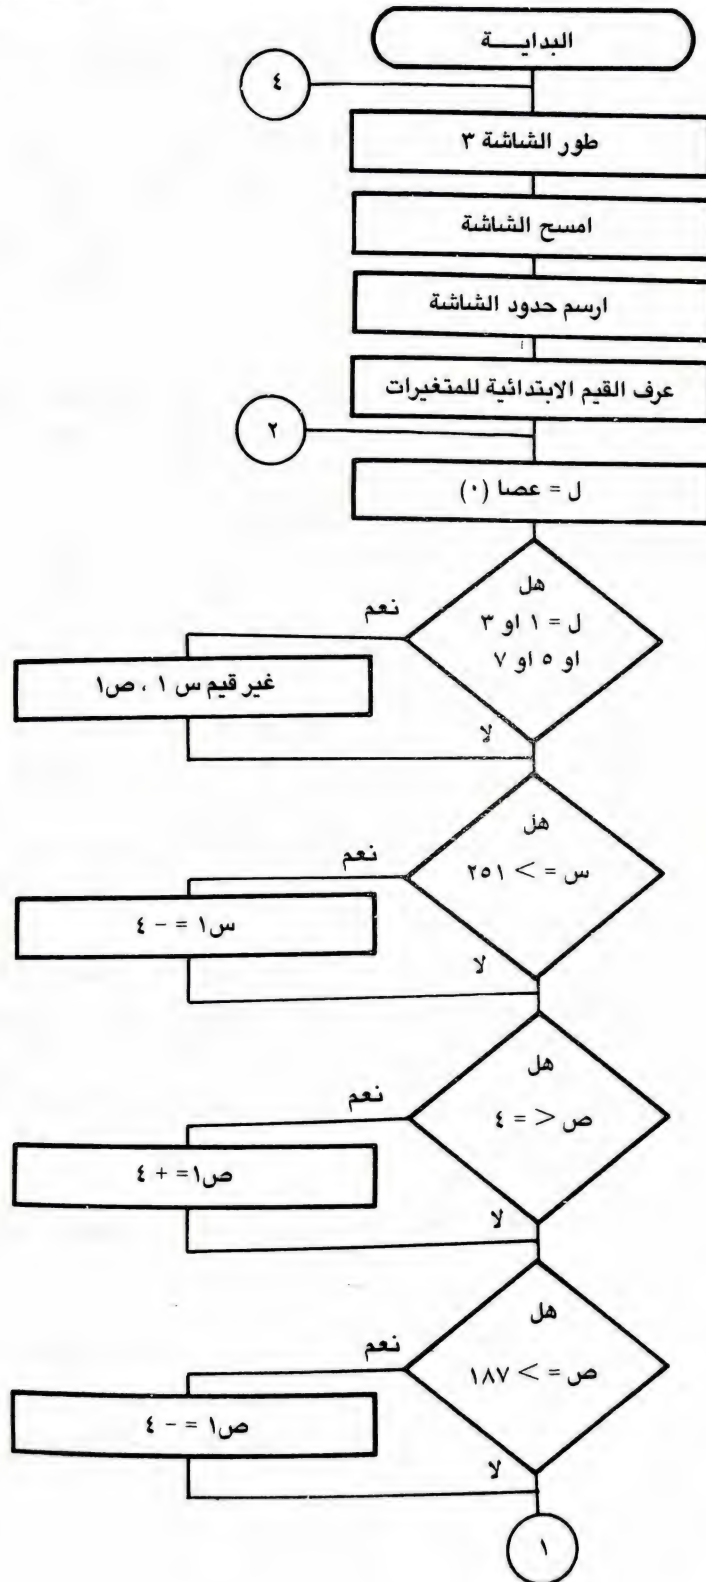 البدايـــة
٤
طور الشاشة ٣
امسح الشاشة
ارسم حدود الشاشة
عرف القيم الابتدائية للمتغيرات
٢
ل = عصا (٠)
هل
ل = ١ او ٣
او ٥ او ٧
نعم
غير قيم س ١ ، ص١
لا
هل
س = > ٢٥١
نعم
س١ = - ٤
لا
هل
ص < = ٤
نعم
ص١= + ٤
لا
هل
ص = > ١٨٧
نعم
ص١ = - ٤
لا
١